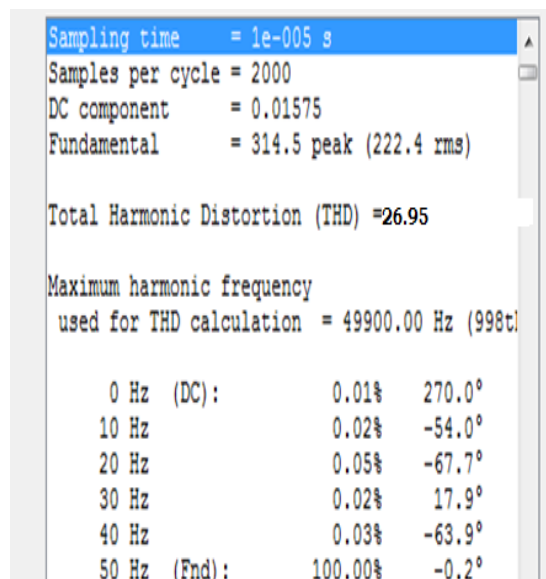 Sampling time = 1e-005 s
Samples per cycle = 2000
DC component = 0.01575
Fundamental = 314.5 peak (222.4 rms)
Total Harmonic Distortion (THD) =26.95
Maximum harmonic frequency
used for THD calculation = 49900.00 Hz (998t
0 Hz (DC): 0.01% 270.0°
10 Hz 0.02% -54.0°
20 Hz 0.05% -67.7°
30 Hz 0.02% 17.9°
40 Hz 0.03% -63.9°
50 Hz (Fnd): 100.00% -0.2°